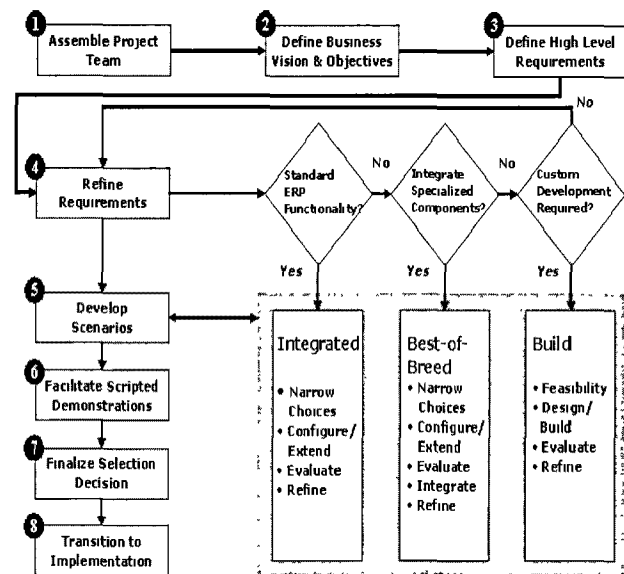 1
Assemble Project
Team
2
Define Business
Vision & Objectives
3
Define High Level
Requirements
No
4
Refine
Requirements
Standard
ERP
Functionality?
No
Integrate
Specialized
Components?
No
Custom
Development
Required?
Yes
Yes
Yes
5
Develop
Scenarios
6
Facilitate Scripted
Demonstrations
7
Finalize Selection
Decision
8
Transition to
Implementation
Integrated
• Narrow
Choices
• Configure/
Extend
• Evaluate
• Refine
Best-of-
Breed
• Narrow
Choices
• Configure/
Extend
• Evaluate
• Integrate
• Refine
Build
• Feasibility
• Design/
Build
• Evaluate
• Refine